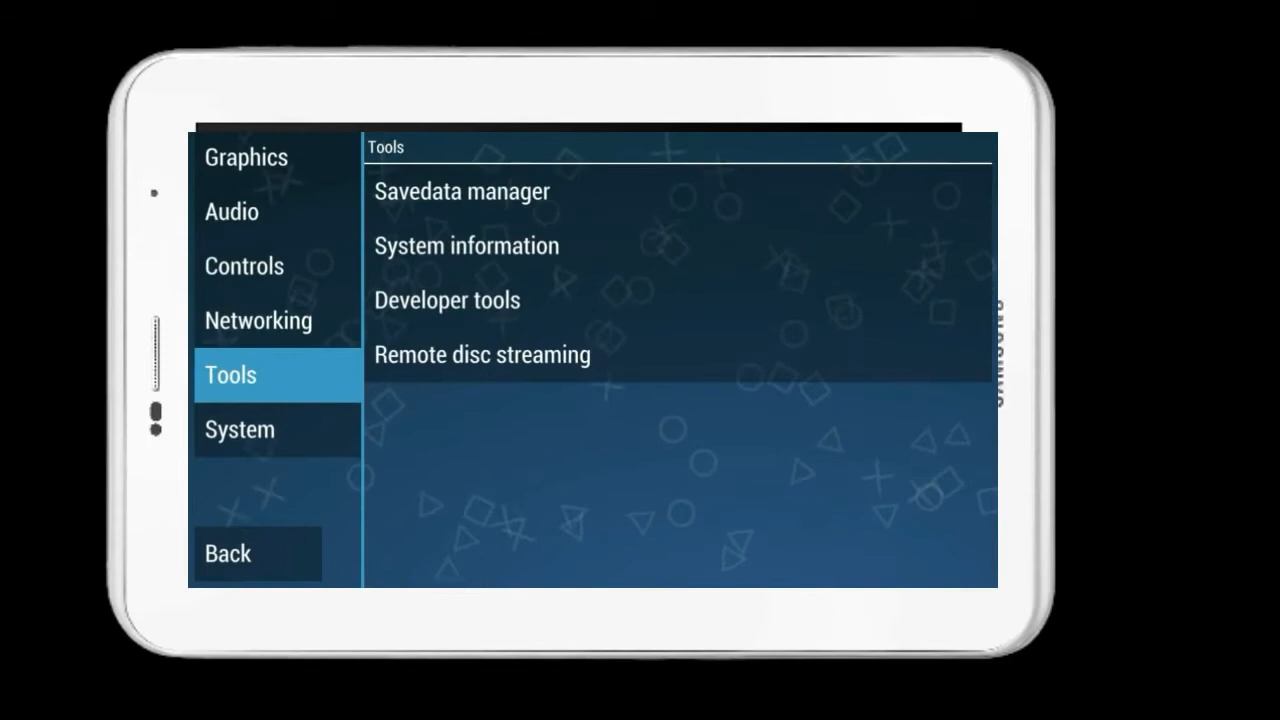 Graphics
Audio
Controls
Networking
Tools
System
Back
Tools
Savedata manager
System information
Developer tools
Remote disc streaming